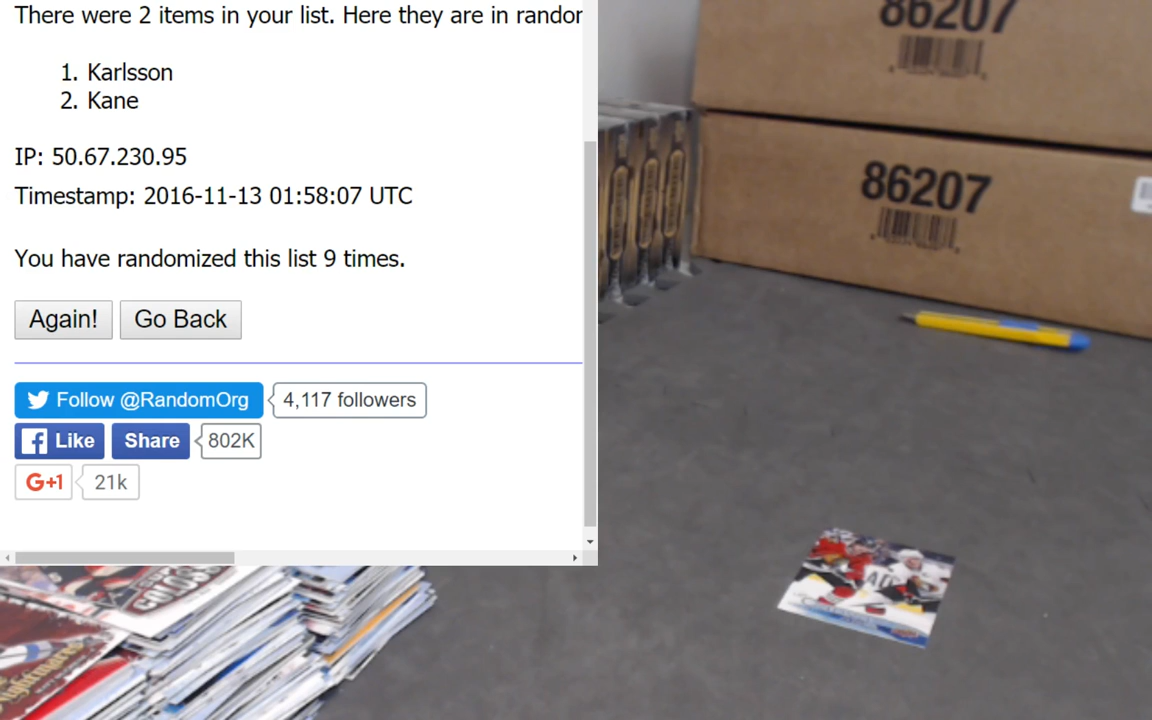 There were 2 items in your list. Here they are in randor
1. Karlsson
2. Kane
IP: 50.67.230.95
Timestamp: 2016-11-13 01:58:07 UTC
You have randomized this list 9 times.
Again! Go Back
Follow @RandomOrg 4,117 followers
Like Share 802K
G+1 21k
86207
86207
COLOSS